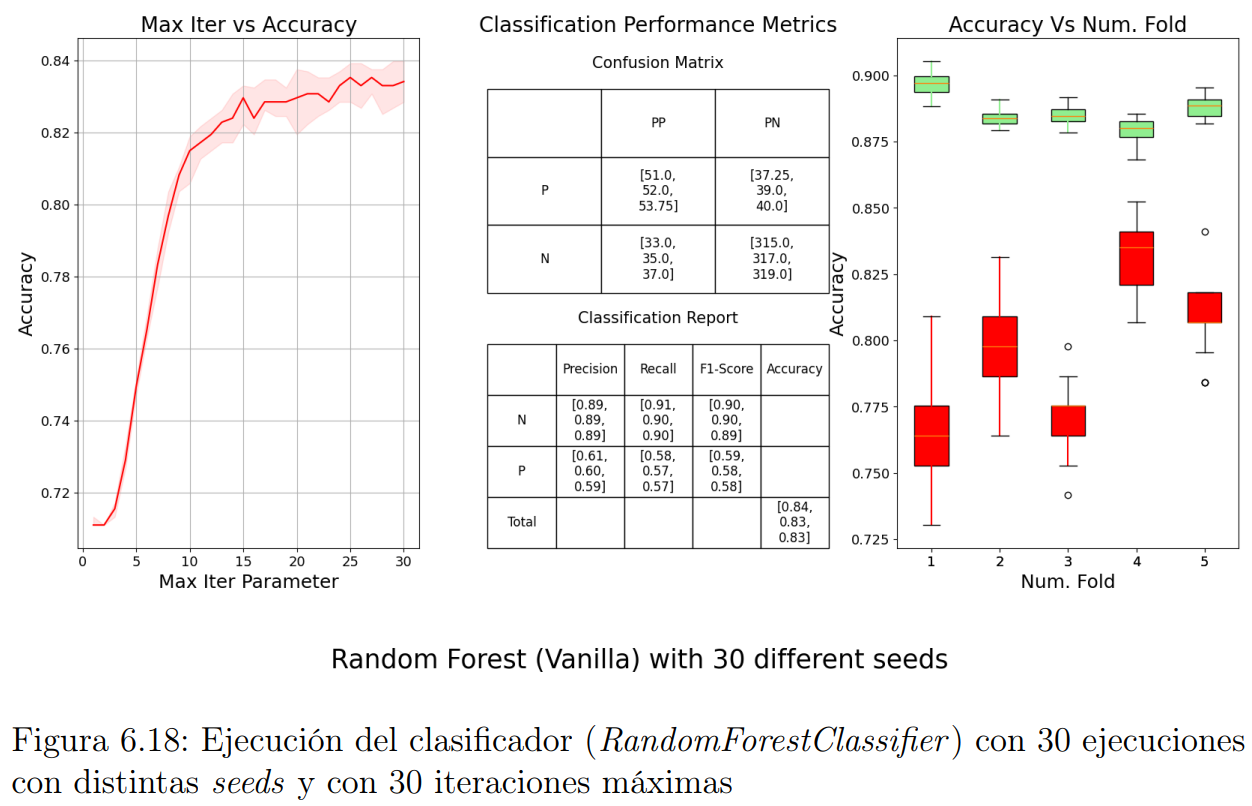 Max Iter vs Accuracy
Accuracy
0.84
0.82
0.80
0.78
0.76
0.74
0.72
0 5 10 15 20 25 30
Max Iter Parameter
Classification Performance Metrics
Confusion Matrix
PP PN
P [51.0, 52.0, 53.75] [37.25, 39.0, 40.0]
N [33.0, 35.0, 37.0] [315.0, 317.0, 319.0]
Classification Report
Precision Recall F1-Score Accuracy
N [0.89, 0.89, 0.89] [0.91, 0.90, 0.90] [0.90, 0.90, 0.89]
P [0.61, 0.60, 0.59] [0.58, 0.57, 0.57] [0.59, 0.58, 0.58]
Total [0.84, 0.83, 0.83]
Accuracy Vs Num. Fold
Accuracy
0.900
0.875
0.850
0.825
0.800
0.775
0.750
0.725
1 2 3 4 5
Num. Fold
Random Forest (Vanilla) with 30 different seeds
Figura 6.18: Ejecución del clasificador (RandomForestClassifier) con 30 ejecuciones
con distintas seeds y con 30 iteraciones máximas